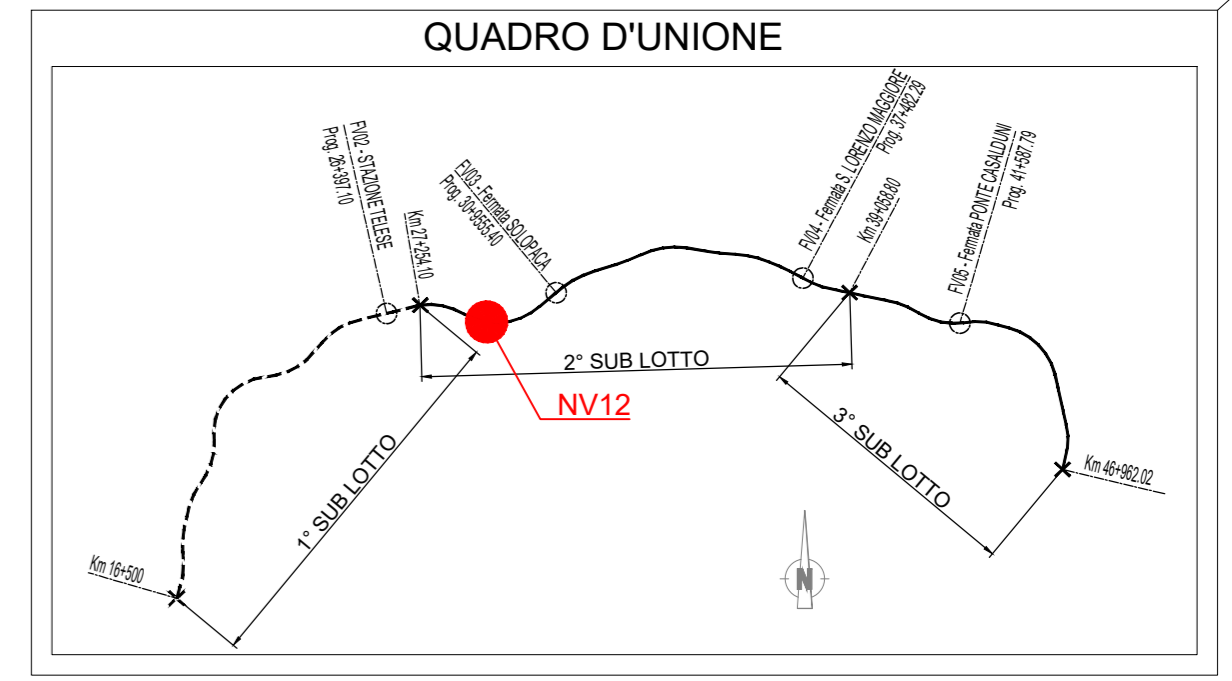 QUADRO D'UNIONE
FV02 - STAZIONE TELESE
Prog. 26+397.10
Km 27+254.10
FV03 - Fermata SOLOPACA
Prog. 30+9555.40
FV04 - Fermata S. LORENZO MAGGIORE
Prog. 37+482.29
Km 39+058.80
FV05 - Fermata PONTE CASALDUNI
Prog. 41+587.79
2° SUB LOTTO
NV12
1° SUB LOTTO
3° SUB LOTTO
Km 46+962.02
Km 16+500
N